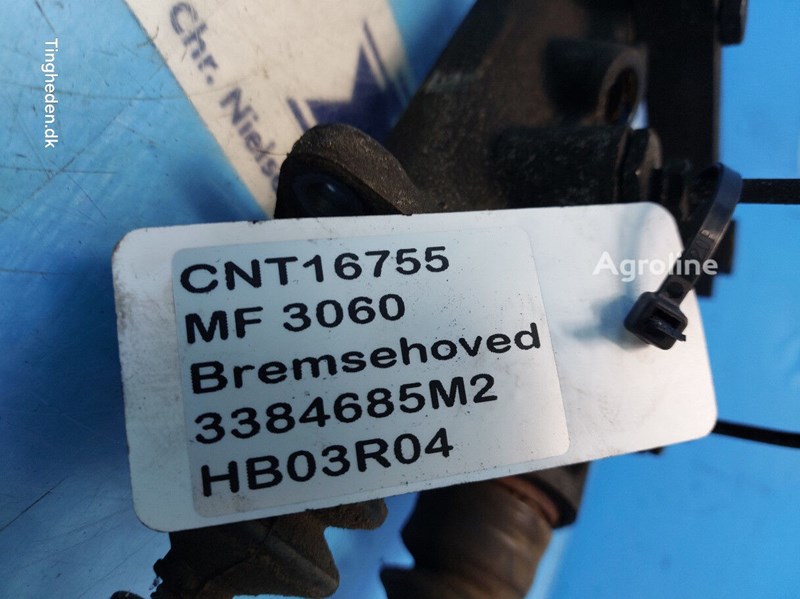 Tingheden.dk
Chr. Niels
Agroline
CNT16755
MF 3060
Bremsehoved
3384685M2
HB03R04